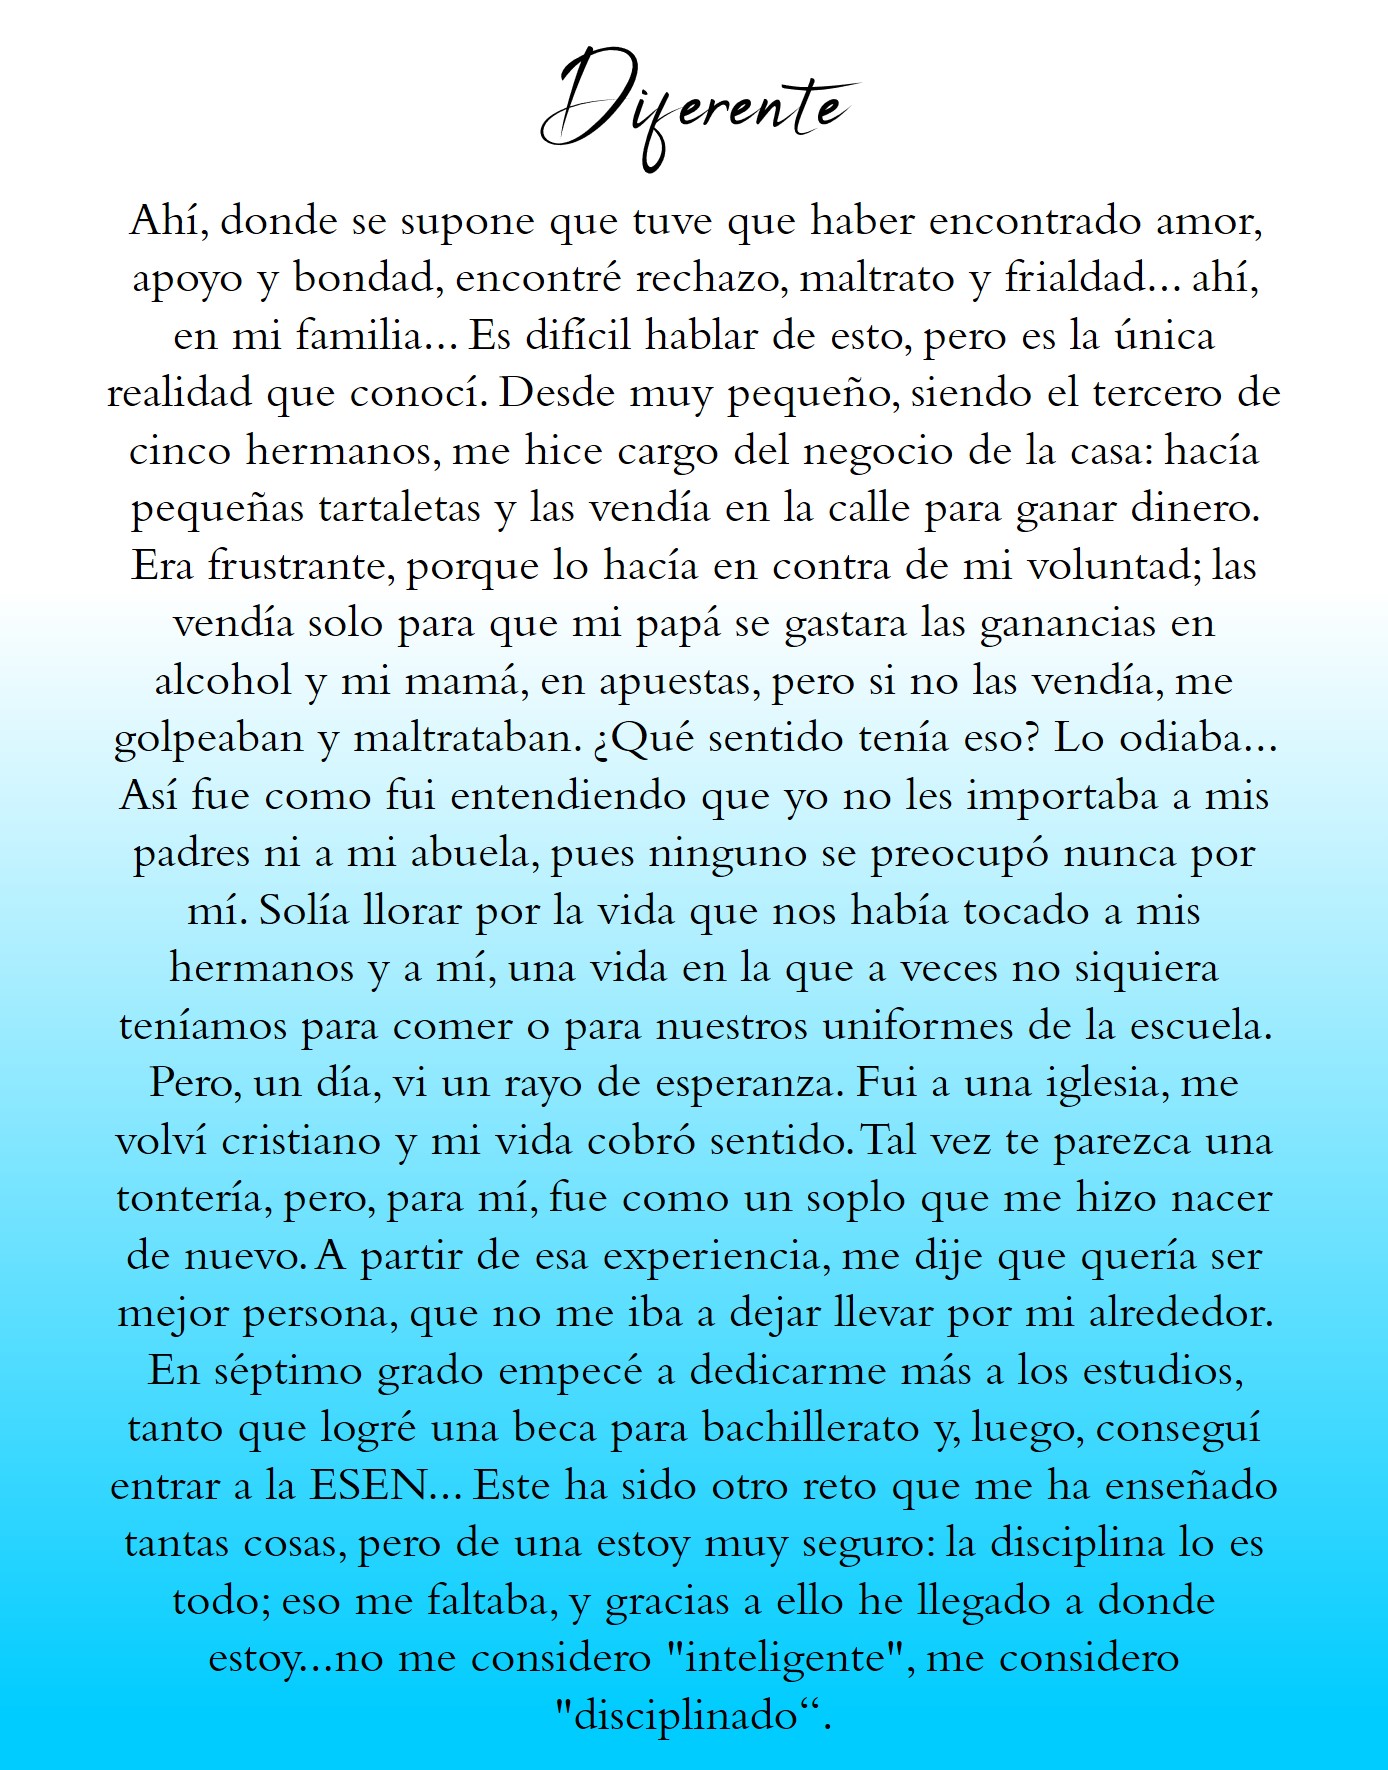 Diferente
Ahí, donde se supone que tuve que haber encontrado amor,
apoyo y bondad, encontré rechazo, maltrato y frialdad... ahí,
en mi familia... Es difícil hablar de esto, pero es la única
realidad que conocí. Desde muy pequeño, siendo el tercero de
cinco hermanos, me hice cargo del negocio de la casa: hacía
pequeñas tartaletas y las vendía en la calle para ganar dinero.
Era frustrante, porque lo hacía en contra de mi voluntad; las
vendía solo para que mi papá se gastara las ganancias en
alcohol y mi mamá, en apuestas, pero si no las vendía, me
golpeaban y maltrataban. ¿Qué sentido tenía eso? Lo odiaba...
Así fue como fui entendiendo que yo no les importaba a mis
padres ni a mi abuela, pues ninguno se preocupó nunca por
mí. Solía llorar por la vida que nos había tocado a mis
hermanos y a mí, una vida en la que a veces no siquiera
teníamos para comer o para nuestros uniformes de la escuela.
Pero, un día, vi un rayo de esperanza. Fui a una iglesia, me
volví cristiano y mi vida cobró sentido. Tal vez te parezca una
tontería, pero, para mí, fue como un soplo que me hizo nacer
de nuevo. A partir de esa experiencia, me dije que quería ser
mejor persona, que no me iba a dejar llevar por mi alrededor.
En séptimo grado empecé a dedicarme más a los estudios,
tanto que logré una beca para bachillerato y, luego, conseguí
entrar a la ESEN... Este ha sido otro reto que me ha enseñado
tantas cosas, pero de una estoy muy seguro: la disciplina lo es
todo; eso me faltaba, y gracias a ello he llegado a donde
estoy...no me considero "inteligente", me considero
"disciplinado“.